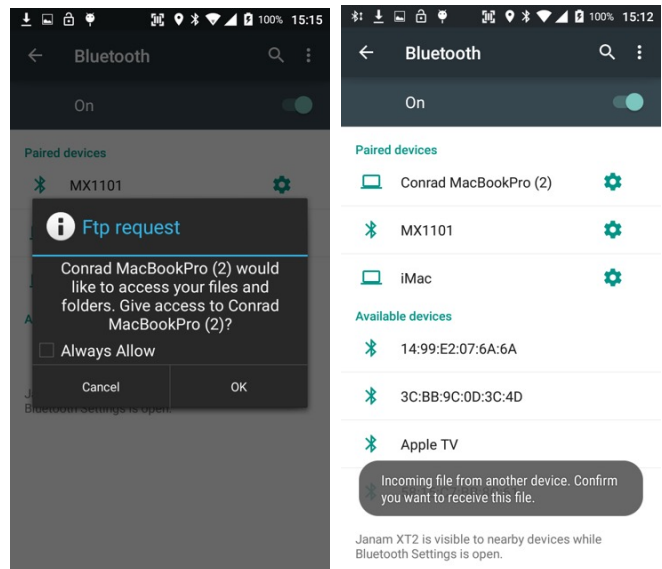 100% 15:15
Bluetooth
On
Paired devices
MX1101
Ftp request
Conrad MacBookPro (2) would
like to access your files and
folders. Give access to Conrad
MacBookPro (2)?
Always Allow
Cancel OK
Bluetooth Settings is open.
100% 15:12
Bluetooth
On
Paired devices
Conrad MacBookPro (2)
MX1101
iMac
Available devices
14:99:E2:07:6A:6A
3C:BB:9C:0D:3C:4D
Apple TV
Incoming file from another device. Confirm
you want to receive this file.
Janam XT2 is visible to nearby devices while
Bluetooth Settings is open.